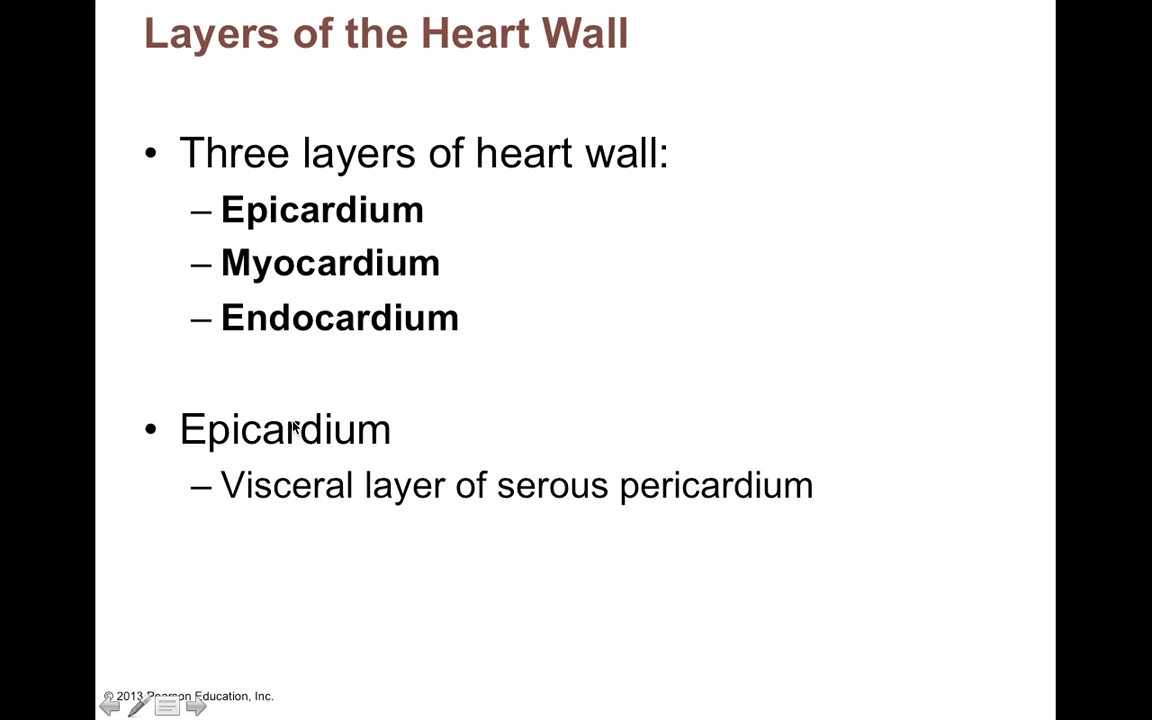 Layers of the Heart Wall
• Three layers of heart wall:
– Epicardium
– Myocardium
– Endocardium
• Epicardium
– Visceral layer of serous pericardium
© 2013 Pearson Education, Inc.